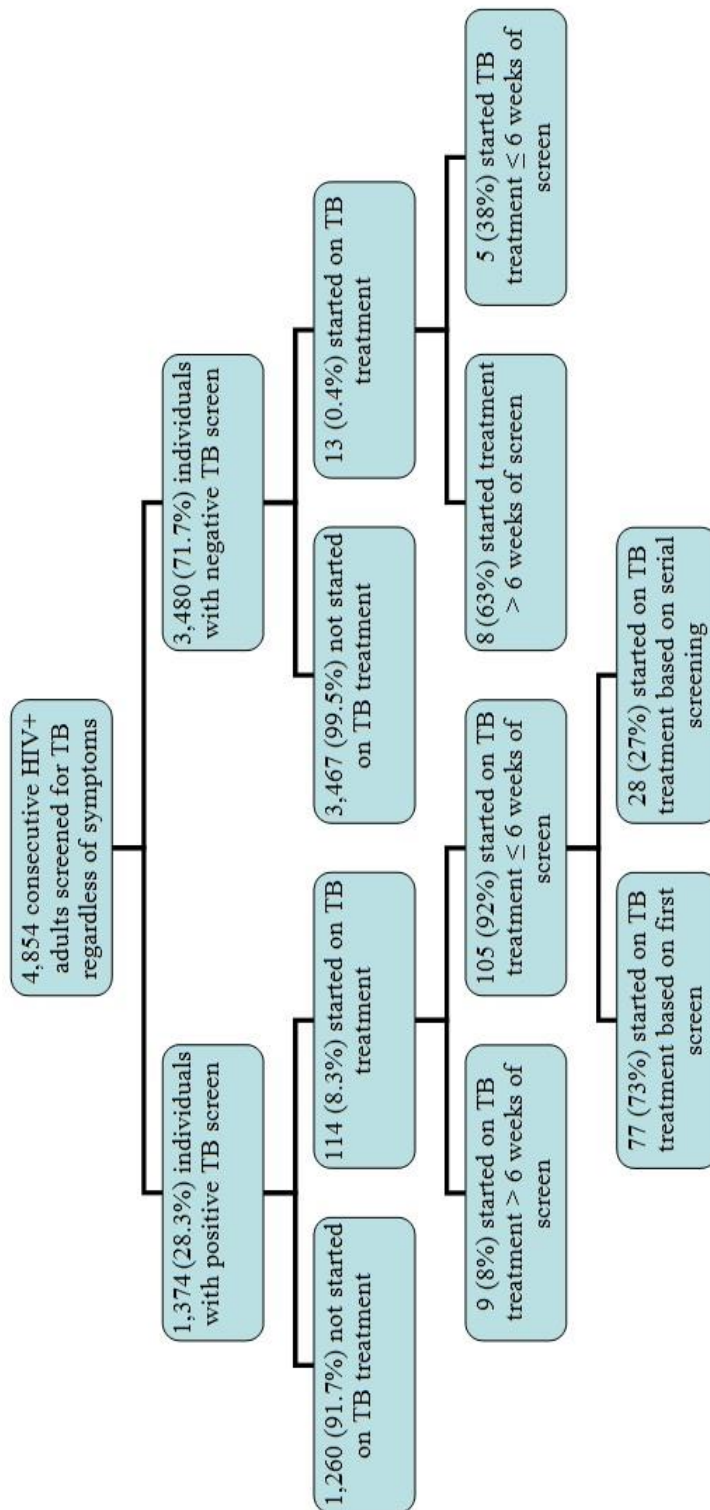 4,854 consecutive HIV+
adults screened for TB
regardless of symptoms
1,374 (28.3%) individuals
with positive TB screen
3,480 (71.7%) individuals
with negative TB screen
1,260 (91.7%) not started
on TB treatment
114 (8.3%) started on TB
treatment
3,467 (99.5%) not started
on TB treatment
13 (0.4%) started on TB
treatment
9 (8%) started on TB
treatment > 6 weeks of
screen
105 (92%) started on TB
treatment ≤ 6 weeks of
screen
8 (63%) started treatment
> 6 weeks of screen
5 (38%) started TB
treatment ≤ 6 weeks of
screen
77 (73%) started on TB
treatment based on first
screen
28 (27%) started on TB
treatment based on serial
screening